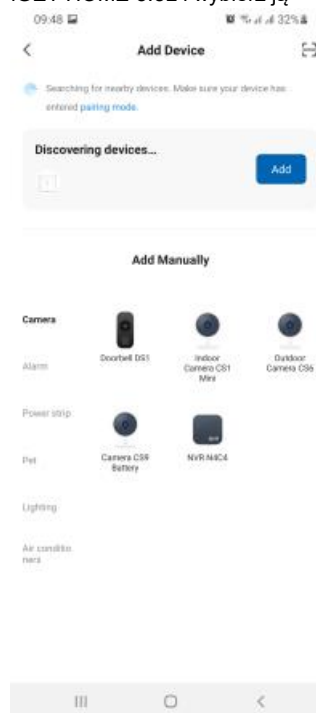 09:48 32%
Add Device
Searching for nearby devices. Make sure your device has
entered pairing mode.
Discovering devices...
Add
Add Manually
Camera
Alarm
Power strip
Pet
Lighting
Air conditio
ners
Doorbell DS1
Indoor
Camera CS1
Mini
Outdoor
Camera CS6
Camera CS9
Battery
NVR N4C4